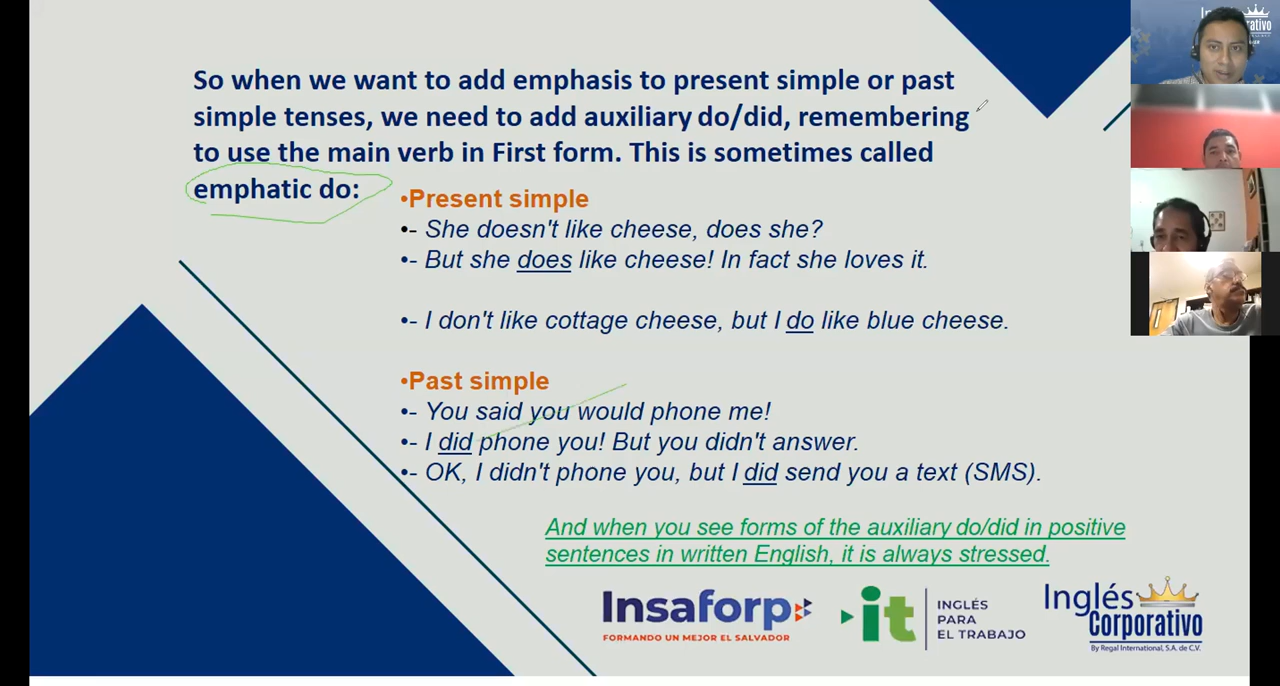 So when we want to add emphasis to present simple or past
simple tenses, we need to add auxiliary do/did, remembering
to use the main verb in First form. This is sometimes called
emphatic do:
•Present simple
•- She doesn't like cheese, does she?
•- But she does like cheese! In fact she loves it.
•- I don't like cottage cheese, but I do like blue cheese.
•Past simple
•- You said you would phone me!
•- I did phone you! But you didn't answer.
•- OK, I didn't phone you, but I did send you a text (SMS).
And when you see forms of the auxiliary do/did in positive
sentences in written English, it is always stressed.
Insaforp
FORMANDO UN MEJOR EL SALVADOR
it
INGLÉS
PARA
EL TRABAJO
Inglés
Corporativo
By Regal International, S.A. de C.V.